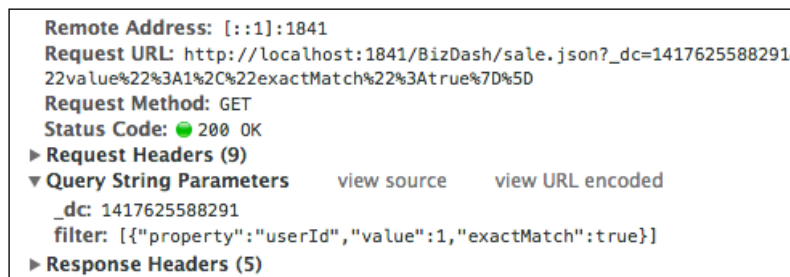 Remote Address: [::1]:1841
Request URL: http://localhost:1841/BizDash/sale.json?_dc=1417625588291
22value%22%3A1%2C%22exactMatch%22%3Atrue%7D%5D
Request Method: GET
Status Code: 200 OK
Request Headers (9)
Query String Parameters view source view URL encoded
_dc: 1417625588291
filter: [{"property":"userId","value":1,"exactMatch":true}]
Response Headers (5)